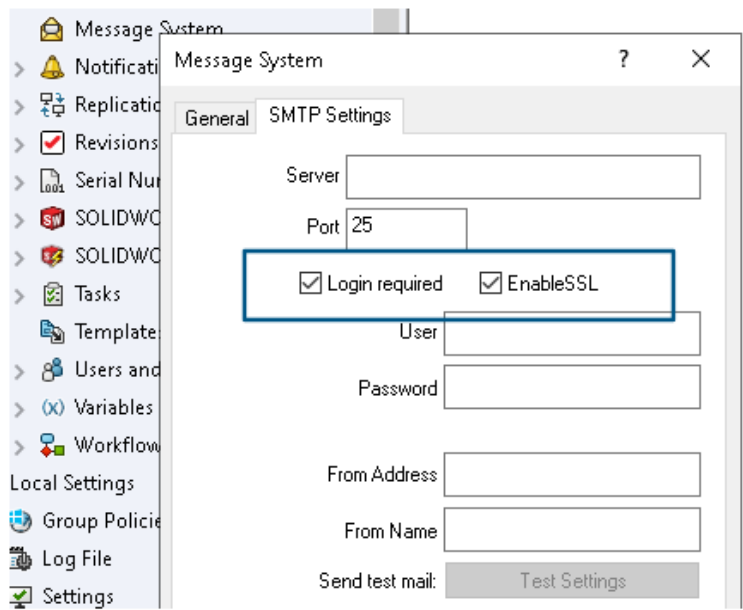 Message System
Notificati
Replicatio
Revisions
Serial Nur
SOLIDWO
SOLIDWO
Tasks
Template
Users and
(x) Variables
Workflow
Local Settings
Group Policie
Log File
Settings
Message System ? X
General SMTP Settings
Server
Port 25
Login required EnableSSL
User
Password
From Address
From Name
Send test mail: Test Settings